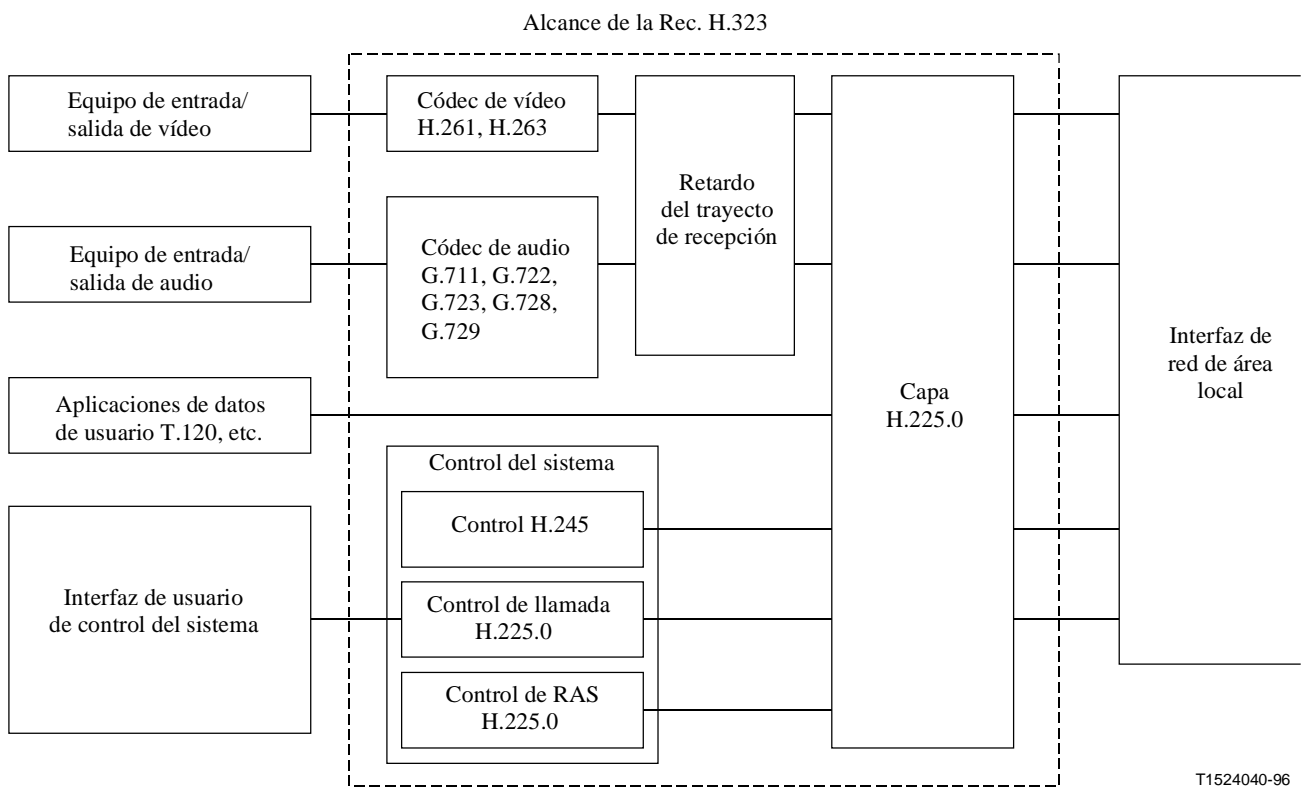 Alcance de la Rec. H.323
Equipo de entrada/
salida de vídeo
Códec de vídeo
H.261, H.263
Retardo
del trayecto
de recepción
Equipo de entrada/
salida de audio
Códec de audio
G.711, G.722,
G.723, G.728,
G.729
Capa
H.225.0
Interfaz de
red de área
local
Aplicaciones de datos
de usuario T.120, etc.
Control del sistema
Control H.245
Interfaz de usuario
de control del sistema
Control de llamada
H.225.0
Control de RAS
H.225.0
T1524040-96